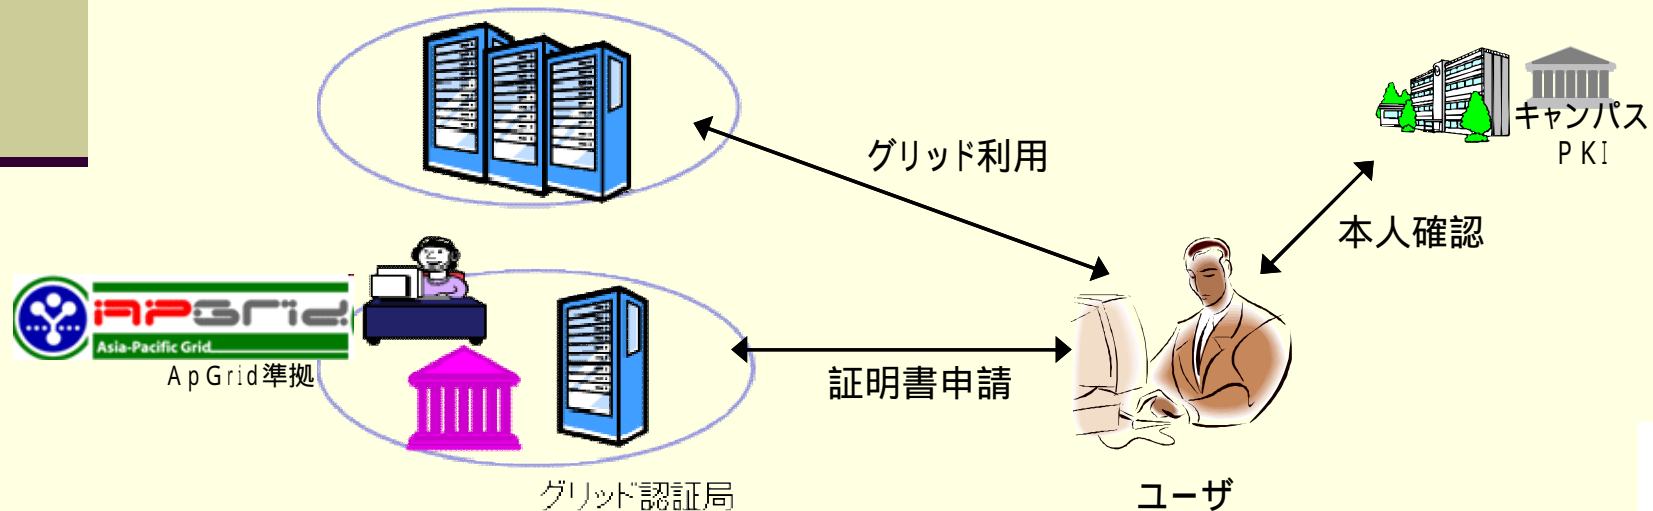 キャンパス
PKI
グリッド利用
本人確認
APGrid
Asia-Pacific Grid
ApGrid準拠
証明書申請
グリッド認証局
ユーザ